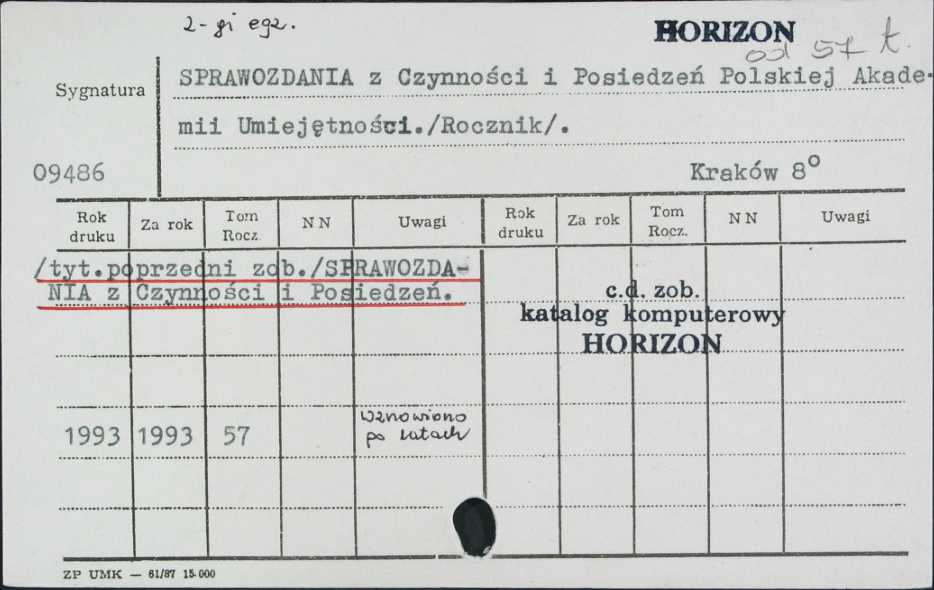 2-gi egz.
HORIZON
od 57 t.
Sygnatura
SPRAWOZDANIA z Czynności i Posiedzeń Polskiej Akade-
mii Umiejętności./Rocznik/.
09486
Kraków 8°
Rok druku Za rok Tom Rocz. N N Uwagi Rok druku Za rok Tom Rocz. N N Uwagi
/tyt.poprzedni zob./SPRAWOZDA-
NIA z Czynności i Posiedzeń.
c.d. zob.
katalog komputerowy
HORIZON
1993 1993 57 Wznowiono po latach
ZP UMK — 61/87 15.000